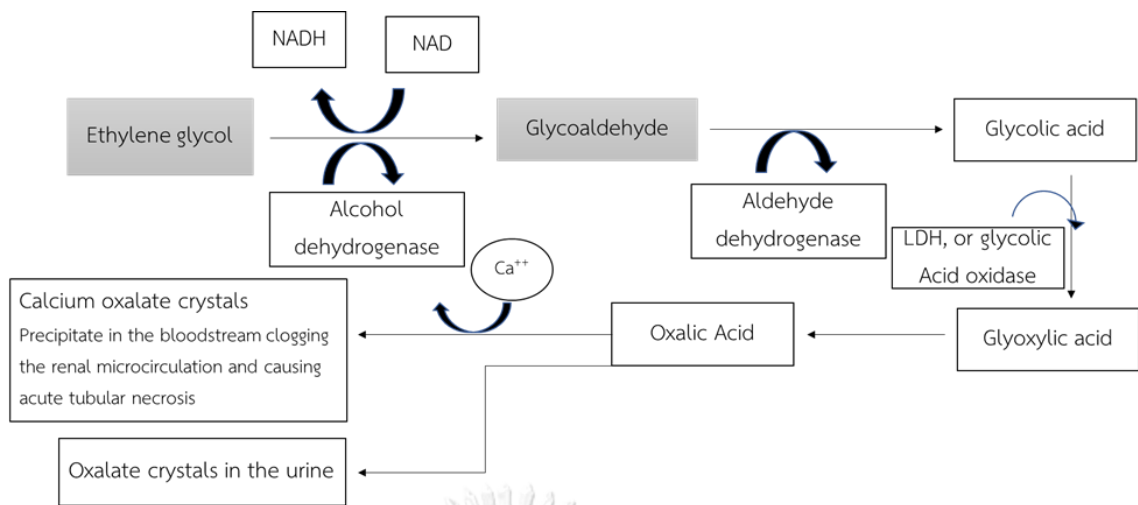 NADH
NAD
Ethylene glycol
Glycoaldehyde
Glycolic acid
Alcohol
dehydrogenase
Aldehyde
dehydrogenase
LDH, or glycolic
Acid oxidase
Ca++
Calcium oxalate crystals
Precipitate in the bloodstream clogging
the renal microcirculation and causing
acute tubular necrosis
Oxalic Acid
Glyoxylic acid
Oxalate crystals in the urine